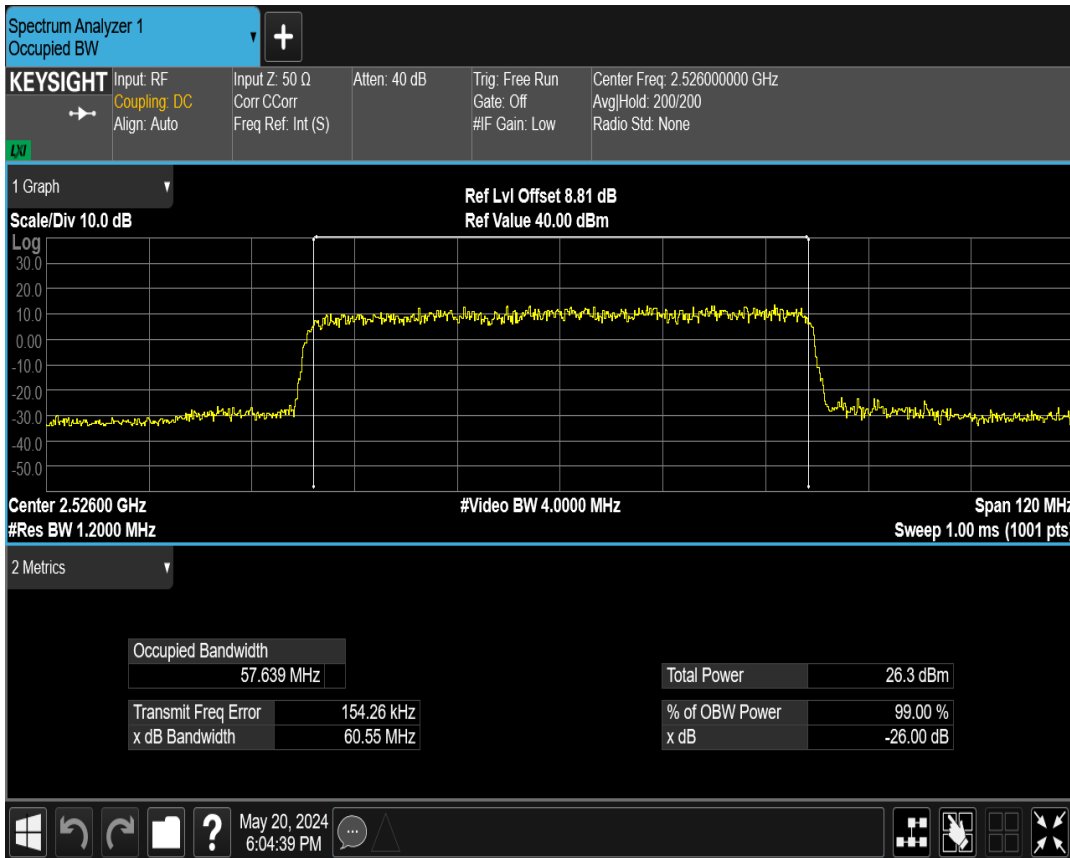 Spectrum Analyzer 1
Occupied BW
+
KEYSIGHT
LXI
Input: RF
Coupling: DC
Align: Auto
Input Z: 50 Ω
Corr CCorr
Freq Ref: Int (S)
Atten: 40 dB
Trig: Free Run
Gate: Off
#IF Gain: Low
Center Freq: 2.526000000 GHz
Avg|Hold: 200/200
Radio Std: None
1 Graph
Scale/Div 10.0 dB
Ref Lvl Offset 8.81 dB
Ref Value 40.00 dBm
Log
30.0
20.0
10.0
0.00
-10.0
-20.0
-30.0
-40.0
-50.0
Center 2.52600 GHz
#Video BW 4.0000 MHz
Span 120 MHz
#Res BW 1.2000 MHz
Sweep 1.00 ms (1001 pts)
2 Metrics
Occupied Bandwidth
57.639 MHz
Transmit Freq Error 154.26 kHz
x dB Bandwidth 60.55 MHz
Total Power 26.3 dBm
% of OBW Power 99.00 %
x dB -26.00 dB
?
May 20, 2024
6:04:39 PM
...